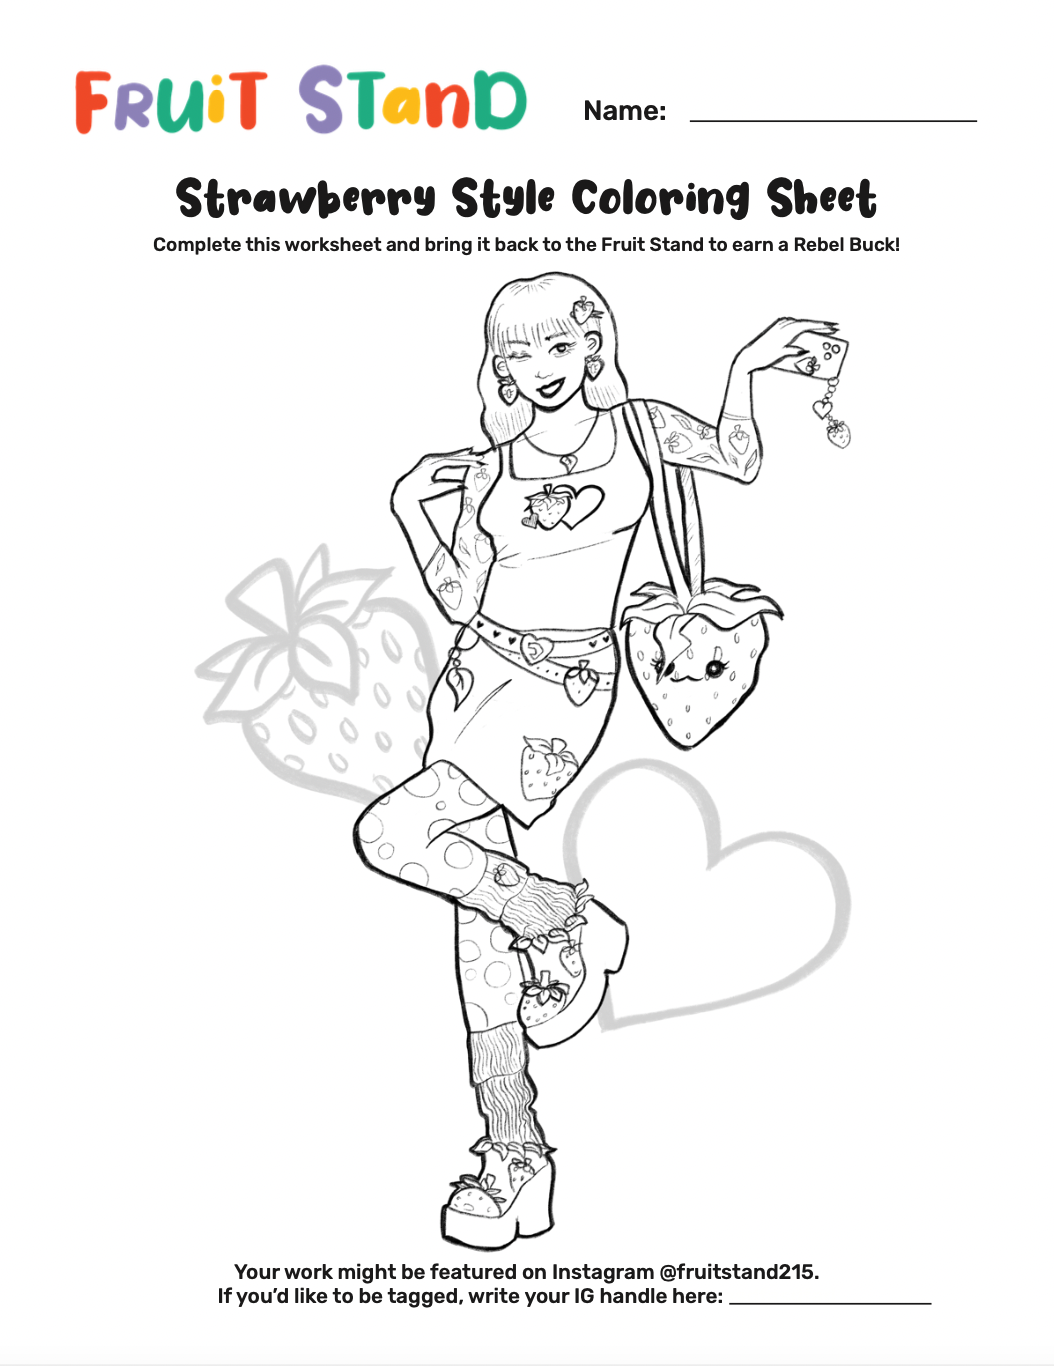 FRUiT STanD
Name:
Strawberry Style Coloring Sheet
Complete this worksheet and bring it back to the Fruit Stand to earn a Rebel Buck!
Your work might be featured on Instagram @fruitstand215.
If you’d like to be tagged, write your IG handle here: